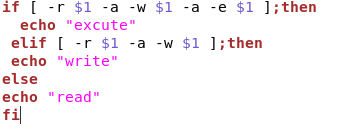 if [ -r $1 -a -w $1 -a -e $1 ];then
echo "excute"
elif [ -r $1 -a -w $1 ];then
echo "write"
else
echo "read"
fi